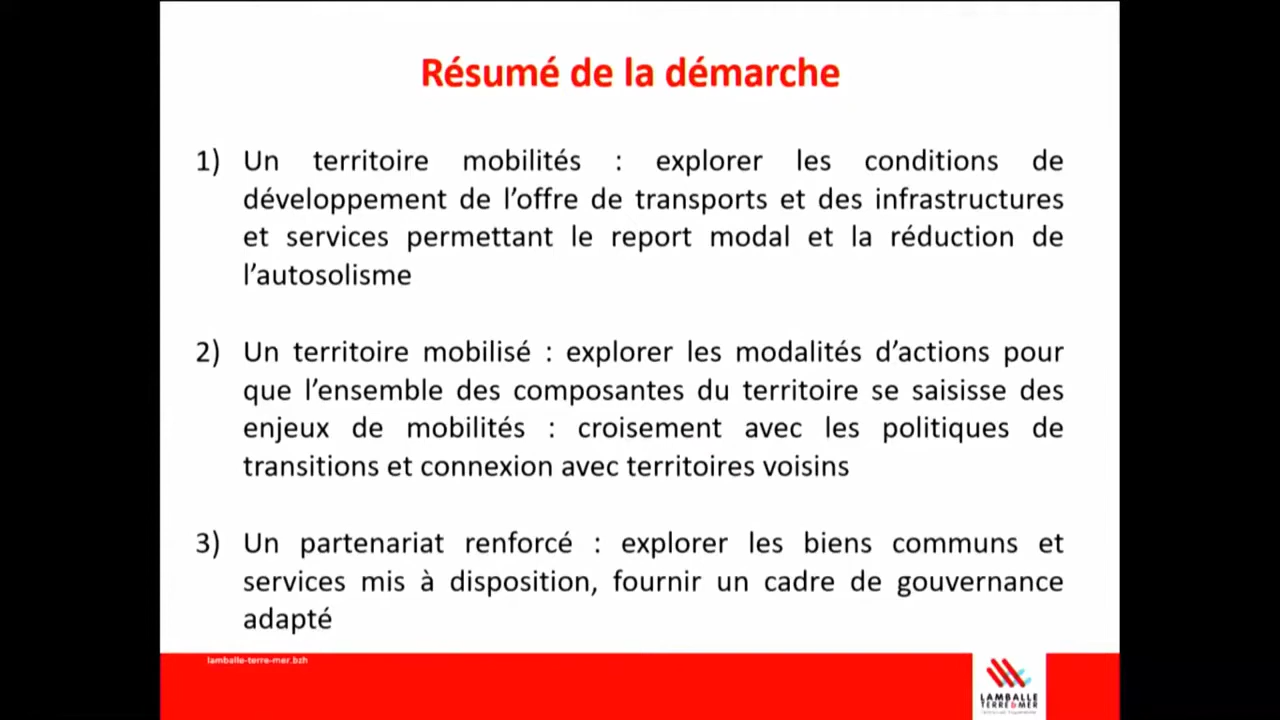 Résumé de la démarche
1) Un territoire mobilités : explorer les conditions de
développement de l’offre de transports et des infrastructures
et services permettant le report modal et la réduction de
l’autosolisme
2) Un territoire mobilisé : explorer les modalités d’actions pour
que l’ensemble des composantes du territoire se saisisse des
enjeux de mobilités : croisement avec les politiques de
transitions et connexion avec territoires voisins
3) Un partenariat renforcé : explorer les biens communs et
services mis à disposition, fournir un cadre de gouvernance
adapté
lamballe-terre-mer.bzh
LAMBALLE
TERRE & MER